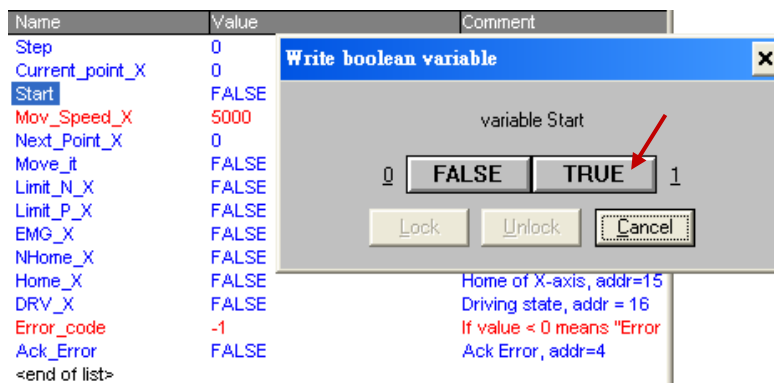 Name Value Comment
Step 0
Current_point_X 0
Start FALSE
Mov_Speed_X 5000
Next_Point_X 0
Move_it FALSE
Limit_N_X FALSE
Limit_P_X FALSE
EMG_X FALSE
NHome_X FALSE
Home_X FALSE Home of X-axis, addr=15
DRV_X FALSE Driving state, addr = 16
Error_code -1 If value < 0 means "Error
Ack_Error FALSE Ack Error, addr=4
<end of list>
Write boolean variable
variable Start
0 FALSE TRUE 1
Lock Unlock Cancel